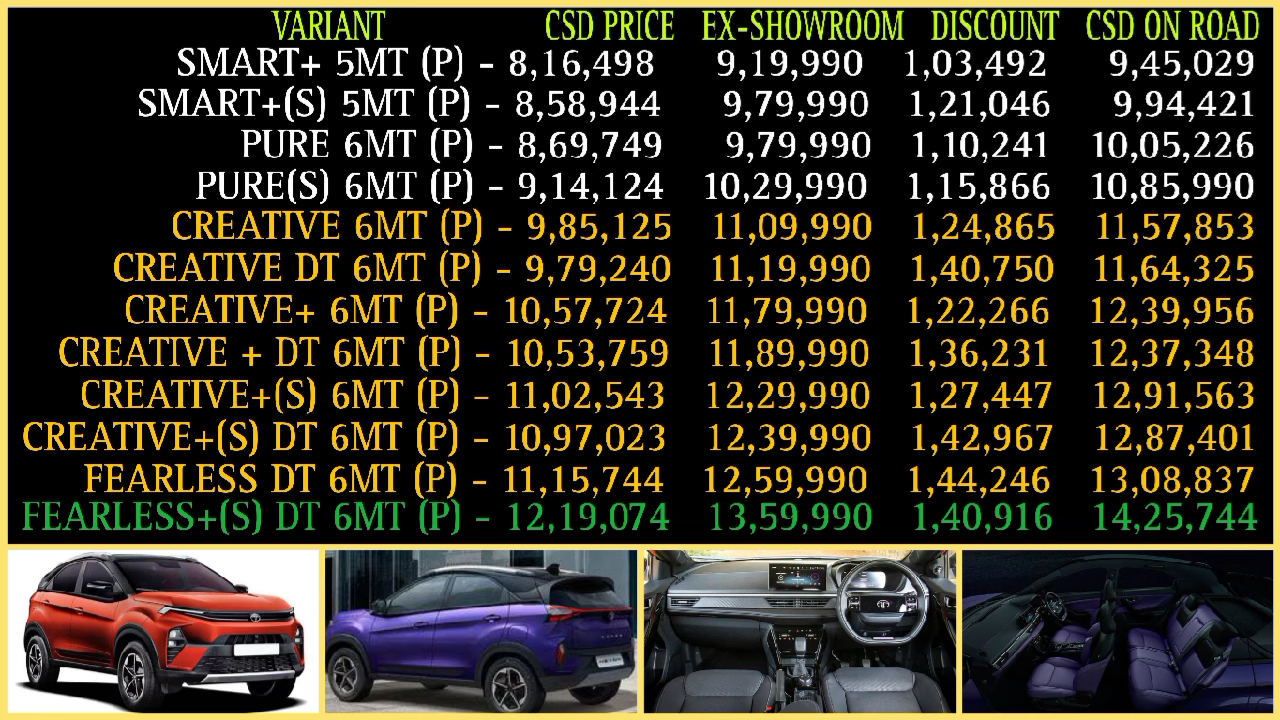 VARIANT CSD PRICE EX-SHOWROOM DISCOUNT CSD ON ROAD
SMART+ 5MT (P) - 8,16,498 9,19,990 1,03,492 9,45,029
SMART+(S) 5MT (P) - 8,58,944 9,79,990 1,21,046 9,94,421
PURE 6MT (P) - 8,69,749 9,79,990 1,10,241 10,05,226
PURE(S) 6MT (P) - 9,14,124 10,29,990 1,15,866 10,85,990
CREATIVE 6MT (P) - 9,85,125 11,09,990 1,24,865 11,57,853
CREATIVE DT 6MT (P) - 9,79,240 11,19,990 1,40,750 11,64,325
CREATIVE+ 6MT (P) - 10,57,724 11,79,990 1,22,266 12,39,956
CREATIVE + DT 6MT (P) - 10,53,759 11,89,990 1,36,231 12,37,348
CREATIVE+(S) 6MT (P) - 11,02,543 12,29,990 1,27,447 12,91,563
CREATIVE+(S) DT 6MT (P) - 10,97,023 12,39,990 1,42,967 12,87,401
FEARLESS DT 6MT (P) - 11,15,744 12,59,990 1,44,246 13,08,837
FEARLESS+(S) DT 6MT (P) - 12,19,074 13,59,990 1,40,916 14,25,744